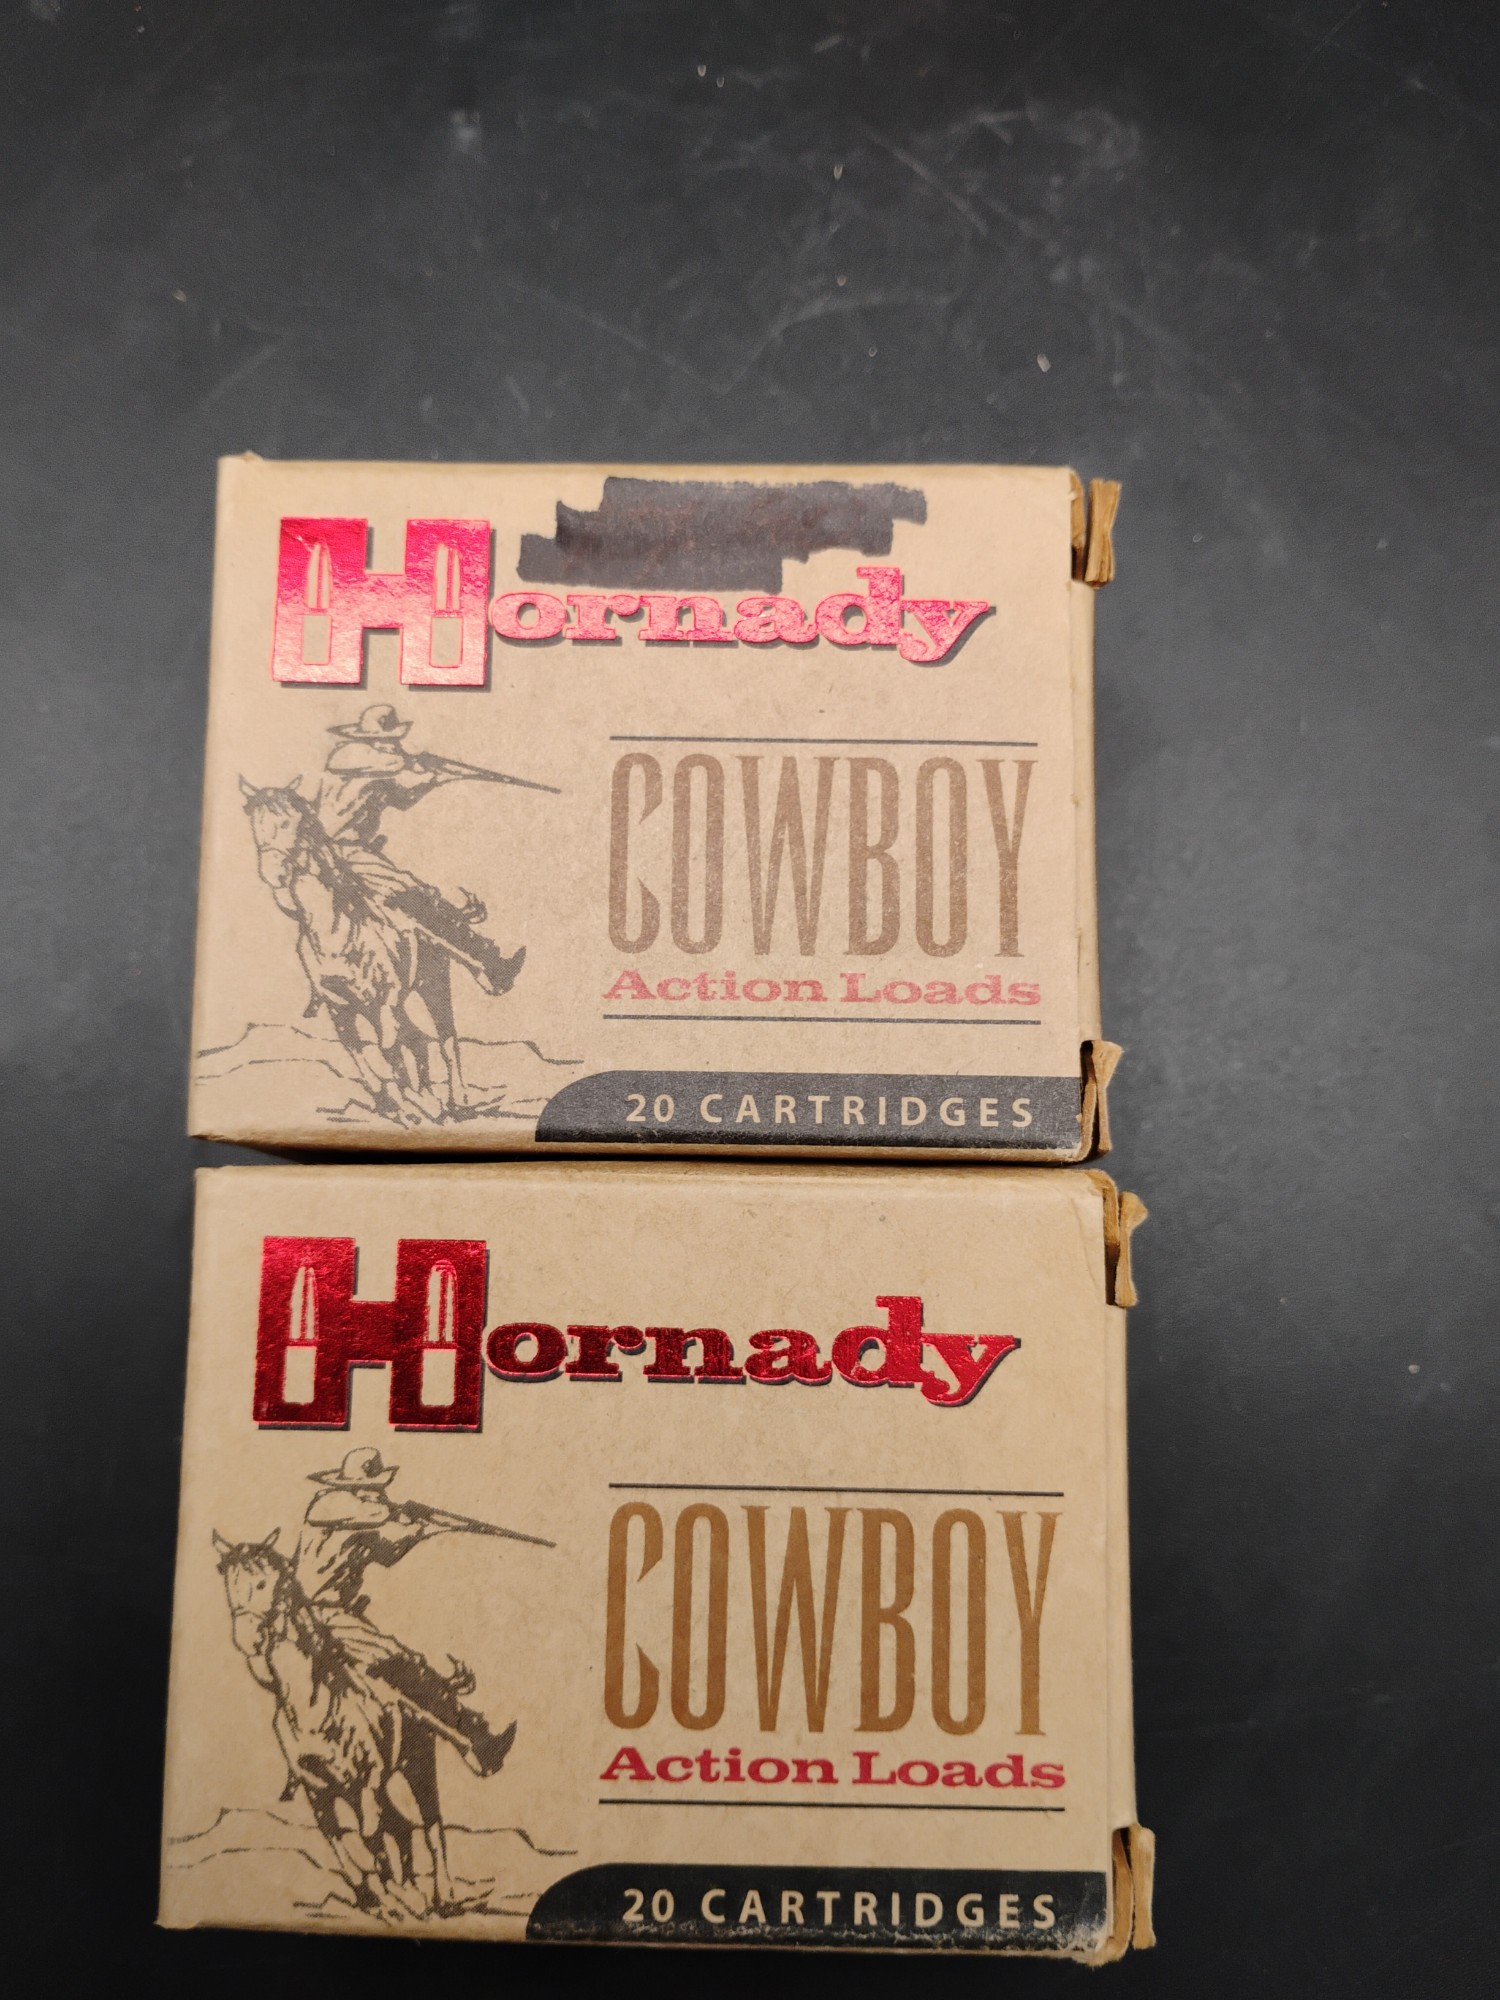 Hornady
COWBOY
Action Loads
20 CARTRIDGES
Hornady
COWBOY
Action Loads
20 CARTRIDGES